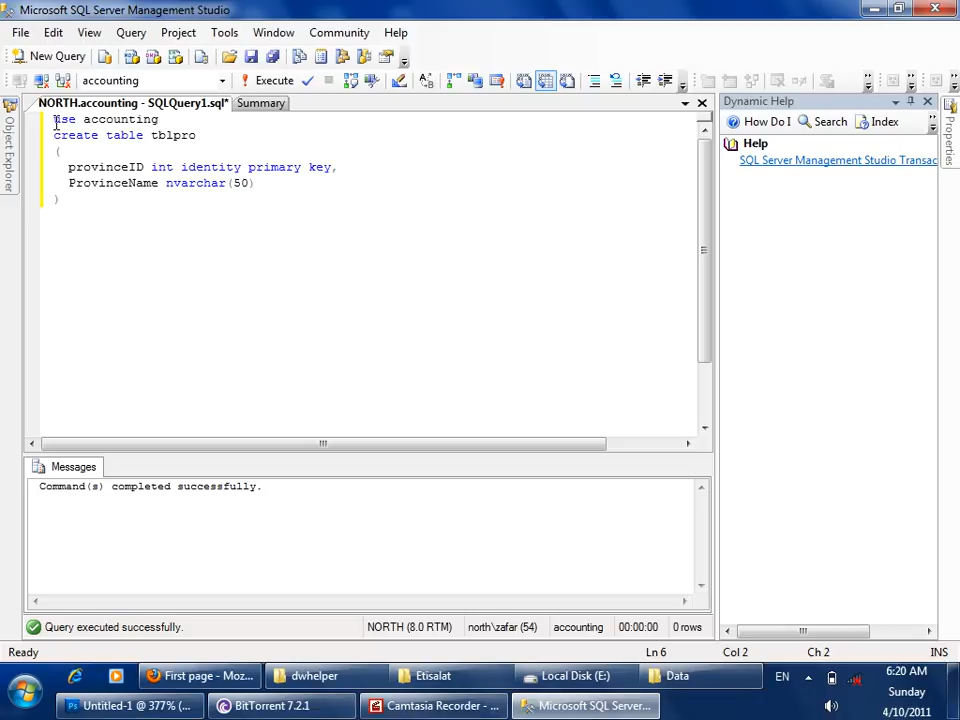 Microsoft SQL Server Management Studio
File Edit View Query Project Tools Window Community Help
New Query
accounting Execute
NORTH.accounting - SQLQuery1.sql* Summary
use accounting
create table tblpro
(
provinceID int identity primary key,
ProvinceName nvarchar(50)
)
Messages
Command(s) completed successfully.
Query executed successfully. NORTH (8.0 RTM) north\zafar (54) accounting 00:00:00 0 rows
Object Explorer
Dynamic Help
How Do I Search Index
Help
SQL Server Management Studio Transac
Properties
Ready Ln 6 Col 2 Ch 2 INS
First page - Moz... dwhelper Etisalat Local Disk (E:) Data EN 6:20 AM
Sunday
Untitled-1 @ 377% (... BitTorrent 7.2.1 Camtasia Recorder - ... Microsoft SQL Server... 4/10/2011